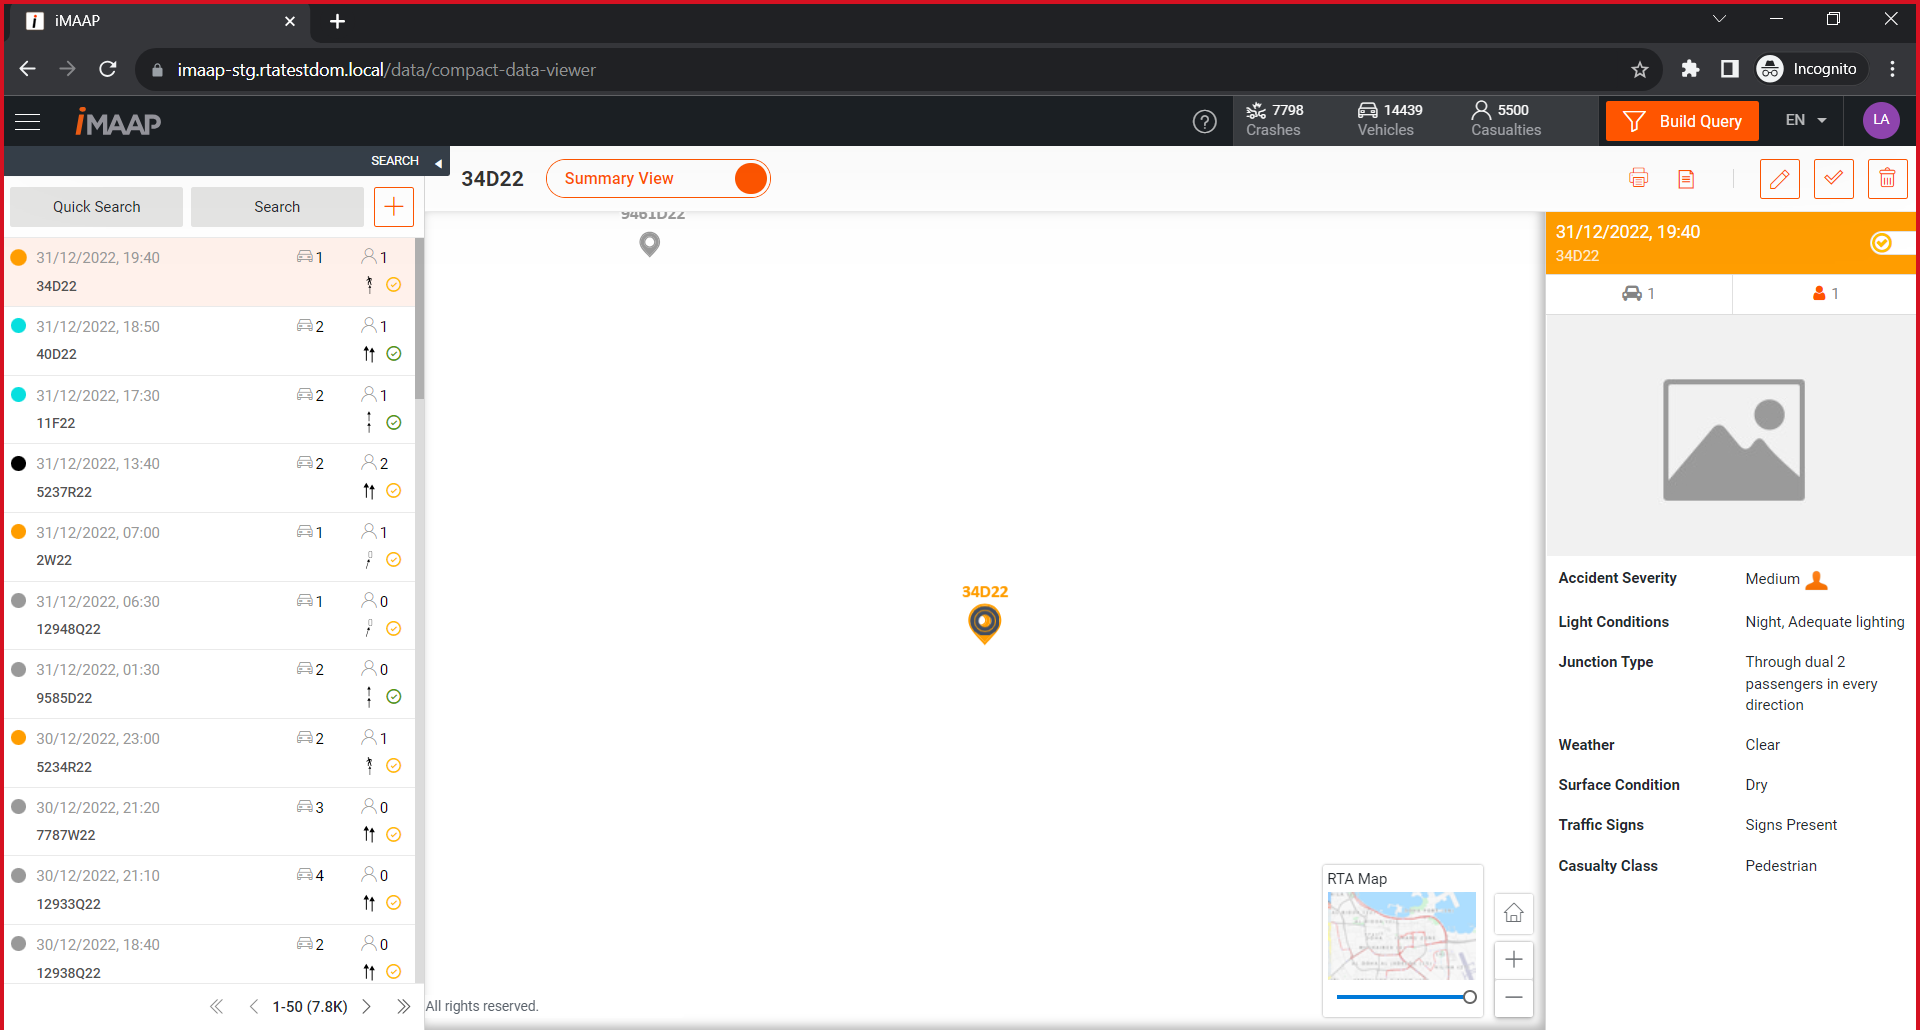 iMAAP
imaap-stg.rtatestdom.local/data/compact-data-viewer
Incognito
iMAAP
7798
Crashes
14439
Vehicles
5500
Casualties
Build Query
EN
LA
SEARCH
Quick Search
Search
34D22
Summary View
31/12/2022, 19:40 1 1
34D22
31/12/2022, 18:50 2 1
40D22
31/12/2022, 17:30 2 1
11F22
31/12/2022, 13:40 2 2
5237R22
31/12/2022, 07:00 1 1
2W22
31/12/2022, 06:30 1 0
12948Q22
31/12/2022, 01:30 2 0
9585D22
30/12/2022, 23:00 2 1
5234R22
30/12/2022, 21:20 3 0
7787W22
30/12/2022, 21:10 4 0
12933Q22
30/12/2022, 18:40 2 0
12938Q22
1-50 (7.8K)
9461D22
34D22
RTA Map
All rights reserved.
31/12/2022, 19:40
34D22
1 1
Accident Severity Medium
Light Conditions Night, Adequate lighting
Junction Type Through dual 2
passengers in every
direction
Weather Clear
Surface Condition Dry
Traffic Signs Signs Present
Casualty Class Pedestrian